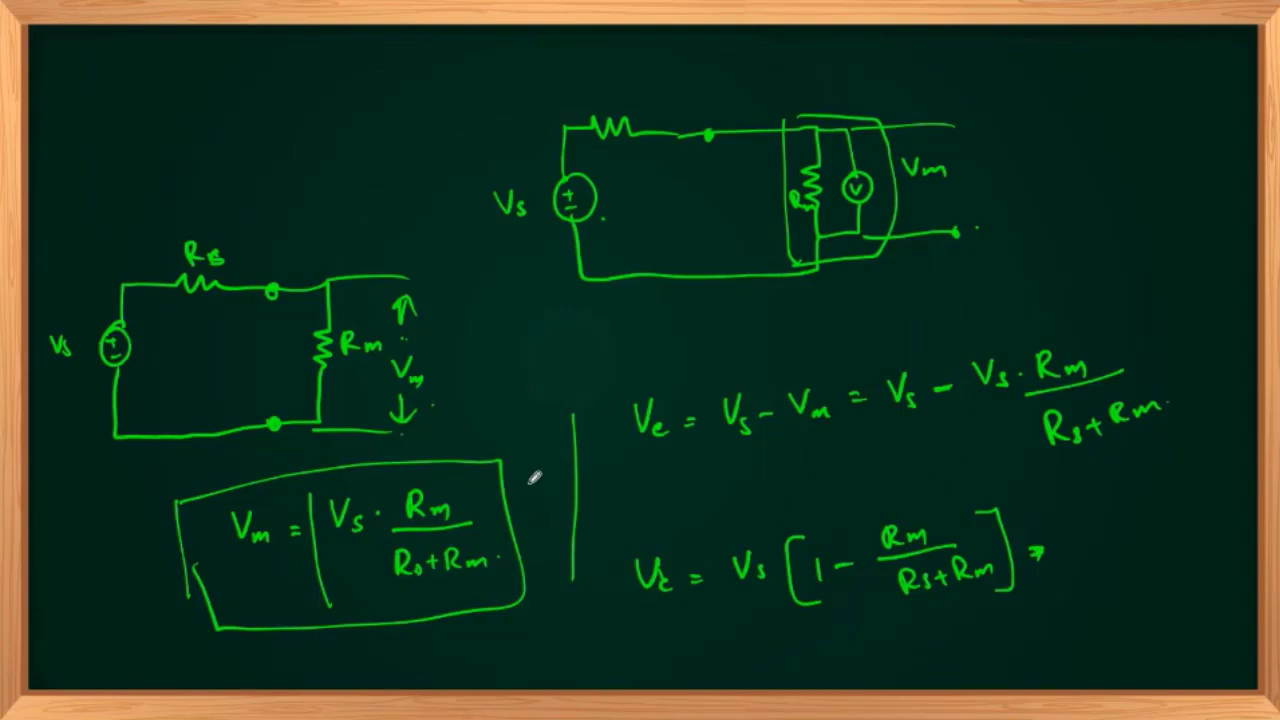 Vs
+
-
Rm
V
Vm
Rs
Vs
+
-
Rm
Vm
Ve = Vs - Vm = Vs - Vs · Rm / Rs + Rm
Vm = Vs · Rm / Rs + Rm
Ve = Vs [ 1 - Rm / Rs + Rm ] =